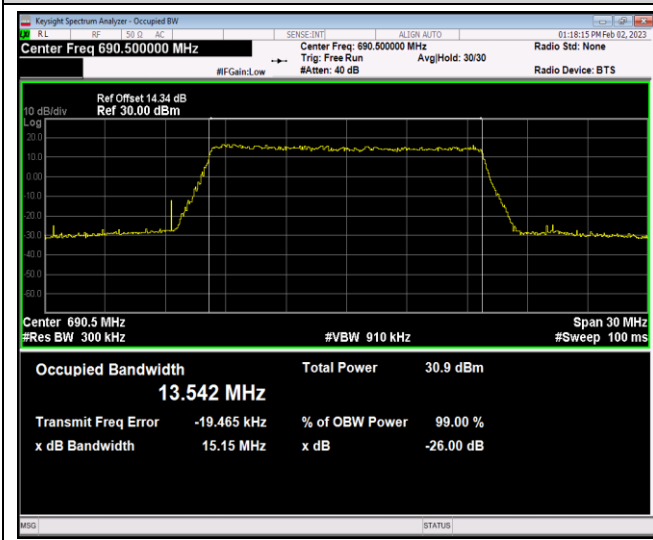 Keysight Spectrum Analyzer - Occupied BW
RL RF 50 Ω AC SENSE:INT ALIGN AUTO 01:18:15 PM Feb 02, 2023
Center Freq 690.500000 MHz Center Freq: 690.500000 MHz Radio Std: None
Trig: Free Run Avg|Hold: 30/30
#IFGain:Low #Atten: 40 dB Radio Device: BTS
Ref Offset 14.34 dB
10 dB/div Ref 30.00 dBm
Log
20.0
10.0
0.00
-10.0
-20.0
-30.0
-40.0
-50.0
-60.0
Center 690.5 MHz Span 30 MHz
#Res BW 300 kHz #VBW 910 kHz #Sweep 100 ms
Occupied Bandwidth Total Power 30.9 dBm
13.542 MHz
Transmit Freq Error -19.465 kHz % of OBW Power 99.00 %
x dB Bandwidth 15.15 MHz x dB -26.00 dB
MSG STATUS